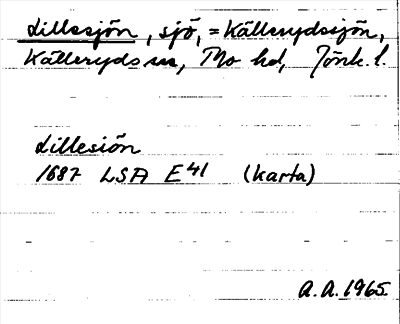 Lillesjön, sjö, = Källerydssjön,
Källeryds sn, Mo hd, Jönk. l.
Lillesiön
1687 LSA E41 (karta)
A.A. 1965